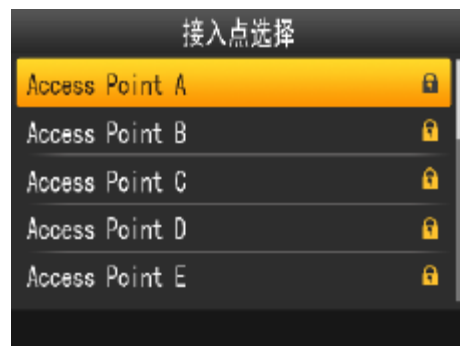 接入点选择
Access Point A
Access Point B
Access Point C
Access Point D
Access Point E